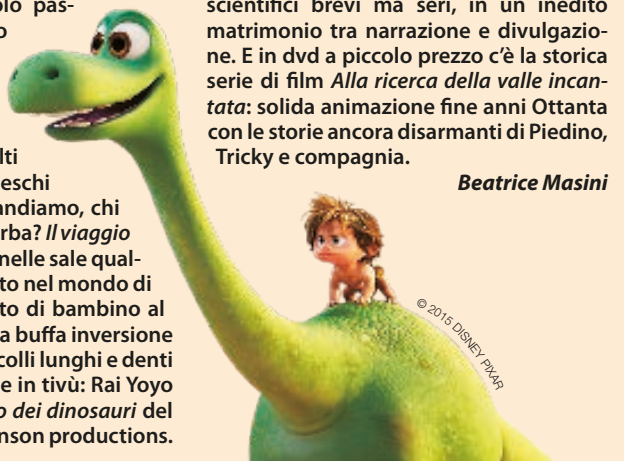 olo pas-
o
lti
eschi
andiamo, chi
rba? Il viaggio
nelle sale qual-
to nel mondo di
to di bambino al
a buffa inversione
colli lunghi e denti
e in tivù: Rai Yoyo
o dei dinosauri del
nson productions.
scientifici brevi ma seri, in un inedito
matrimonio tra narrazione e divulgazio-
ne. E in dvd a piccolo prezzo c’è la storica
serie di film Alla ricerca della valle incan-
tata: solida animazione fine anni Ottanta
con le storie ancora disarmanti di Piedino,
Tricky e compagnia.
Beatrice Masini
© 2015 DISNEY PIXAR